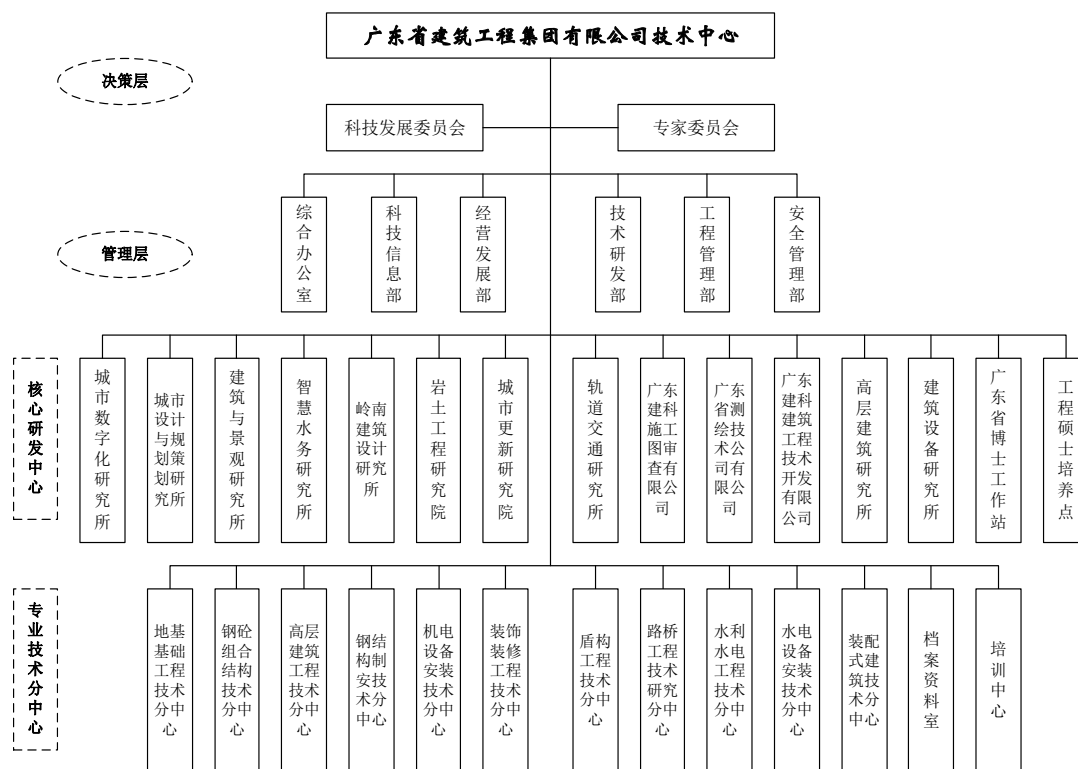 广东省建筑工程集团有限公司技术中心
决策层
科技发展委员会
专家委员会
管理层
综合办公室
科技信息部
经营发展部
技术研发部
工程管理部
安全管理部
核心研发中心
城市数字化研究所
城市设计与规划策划研究所
建筑与景观研究所
智慧水务研究所
岭南建筑设计研究所
岩土工程研究院
城市更新研究院
轨道交通研究所
广东建科施工图审查有限公司
广东省测绘技术公司有限公司
广东建科建筑工程技术开发有限公司
高层建筑研究所
建筑设备研究所
广东省博士工作站
工程硕士培养点
专业技术分中心
地基基础工程技术分中心
钢砼组合结构技术分中心
高层建筑工程技术分中心
钢结构制安技术分中心
机电设备安装技术分中心
装饰装修工程技术分中心
盾构工程技术分中心
路桥工程技术研究分中心
水利水电工程技术分中心
水电设备安装技术分中心
装配式建筑技术分中心
档案资料室
培训中心